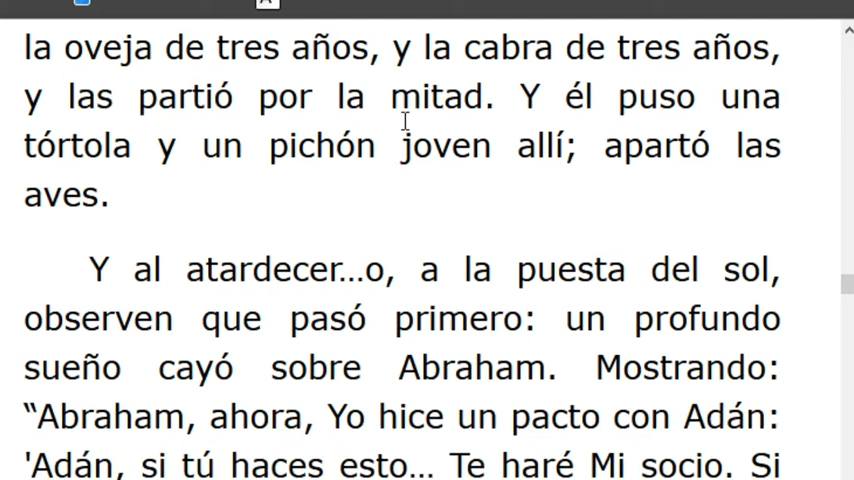 la oveja de tres años, y la cabra de tres años,
y las partió por la mitad. Y él puso una
tórtola y un pichón joven allí; apartó las
aves.
Y al atardecer…o, a la puesta del sol,
observen que pasó primero: un profundo
sueño cayó sobre Abraham. Mostrando:
“Abraham, ahora, Yo hice un pacto con Adán:
'Adán, si tú haces esto… Te haré Mi socio. Si